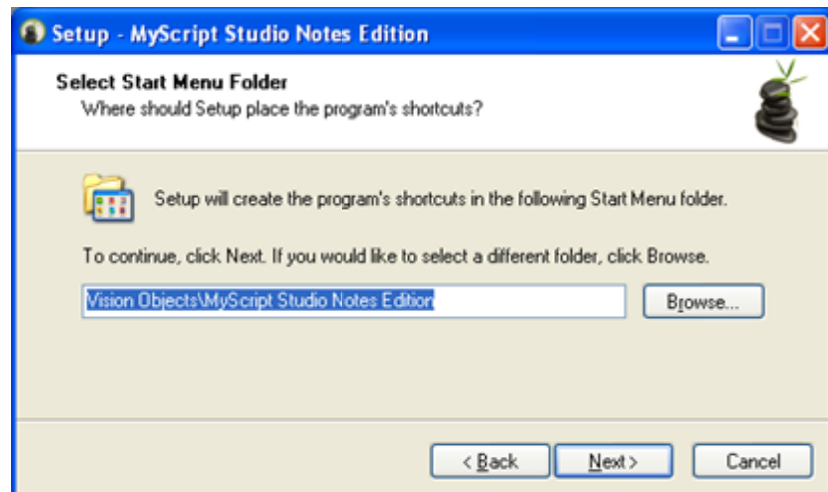 Setup - MyScript Studio Notes Edition
Select Start Menu Folder
Where should Setup place the program's shortcuts?
Setup will create the program's shortcuts in the following Start Menu folder.
To continue, click Next. If you would like to select a different folder, click Browse.
Vision Objects\MyScript Studio Notes Edition
Browse...
< Back
Next >
Cancel